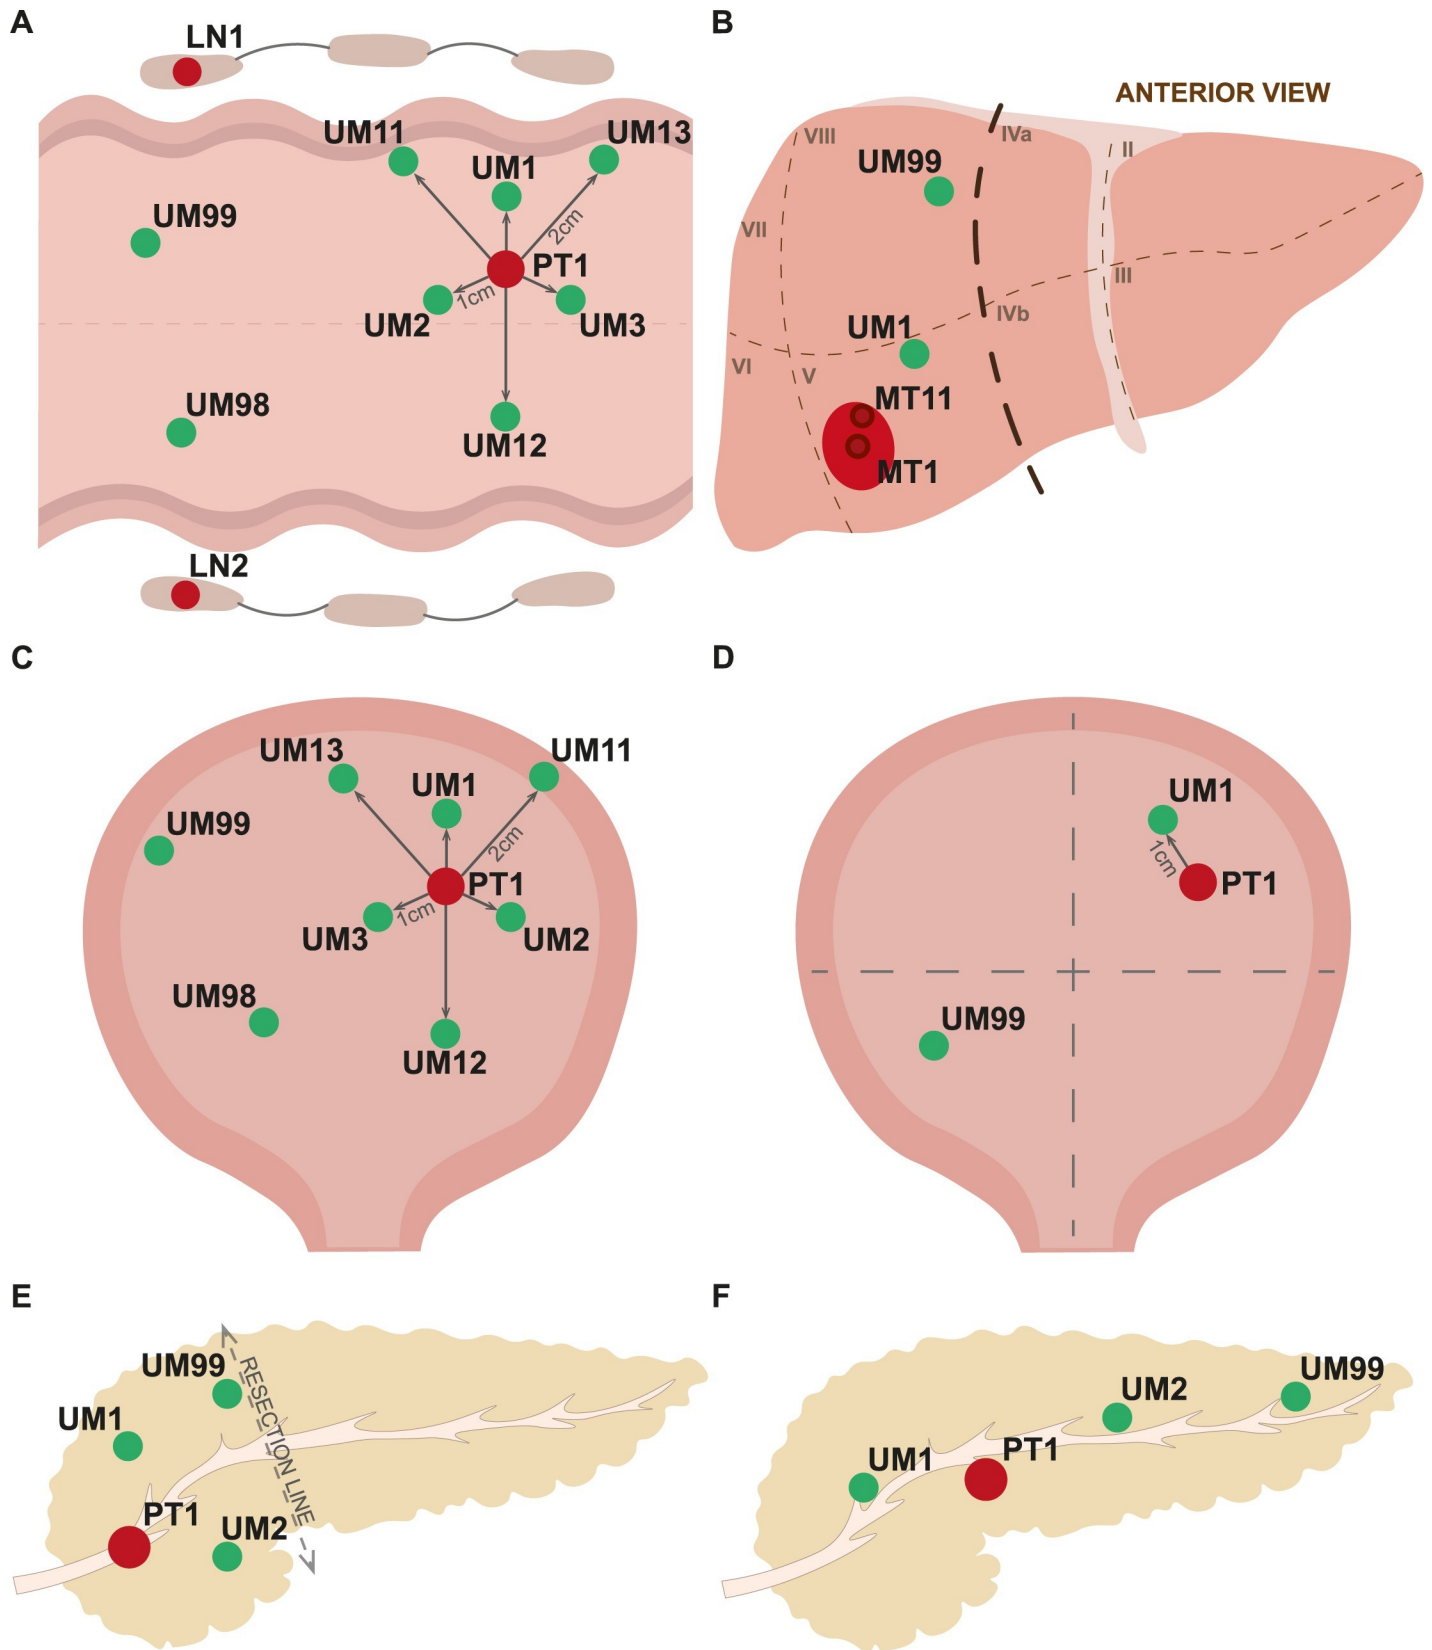 A
LN1
UM11
UM13
UM1
UM99
2cm
PT1
1cm
UM2
UM3
UM98
UM12
LN2
B
ANTERIOR VIEW
VIII
IVa
II
UM99
VII
III
IVb
UM1
VI
V
MT11
MT1
C
UM13
UM11
UM1
UM99
2cm
PT1
1cm
UM3
UM2
UM98
UM12
D
UM1
1cm
PT1
UM99
E
UM99
RESECTION LINE
UM1
PT1
UM2
F
UM99
UM2
PT1
UM1